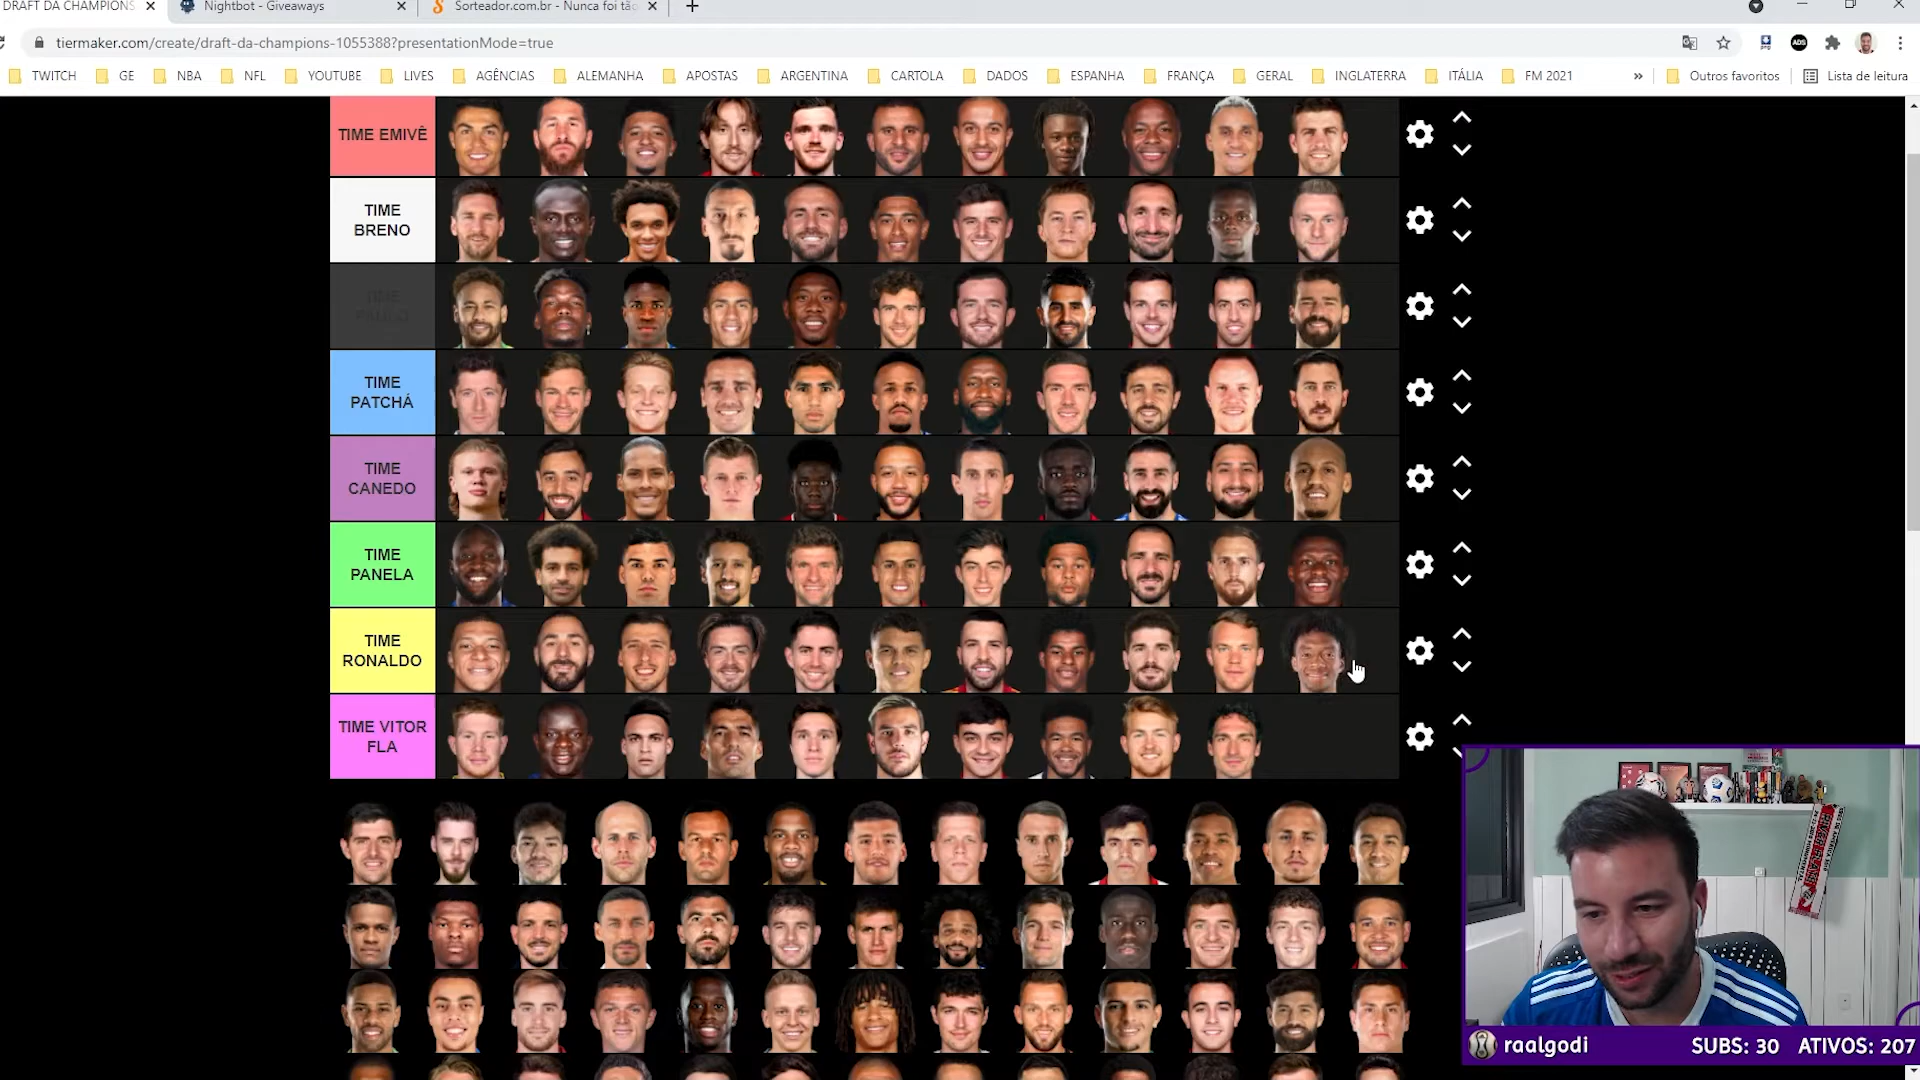 DRAFT DA CHAMPIONS
Nightbot - Giveaways
Sorteador.com.br - Nunca foi tão
tiermaker.com/create/draft-da-champions-1055388?presentationMode=true
TWITCH GE NBA NFL YOUTUBE LIVES AGÊNCIAS ALEMANHA APOSTAS ARGENTINA CARTOLA DADOS ESPANHA FRANÇA GERAL INGLATERRA ITÁLIA FM 2021 » Outros favoritos Lista de leitura
TIME EMIVÊ
TIME
BRENO
TIME
TIME
PATCHÁ
TIME
CANEDO
TIME
PANELA
TIME
RONALDO
TIME VITOR
FLA
raalgodi SUBS: 30 ATIVOS: 207